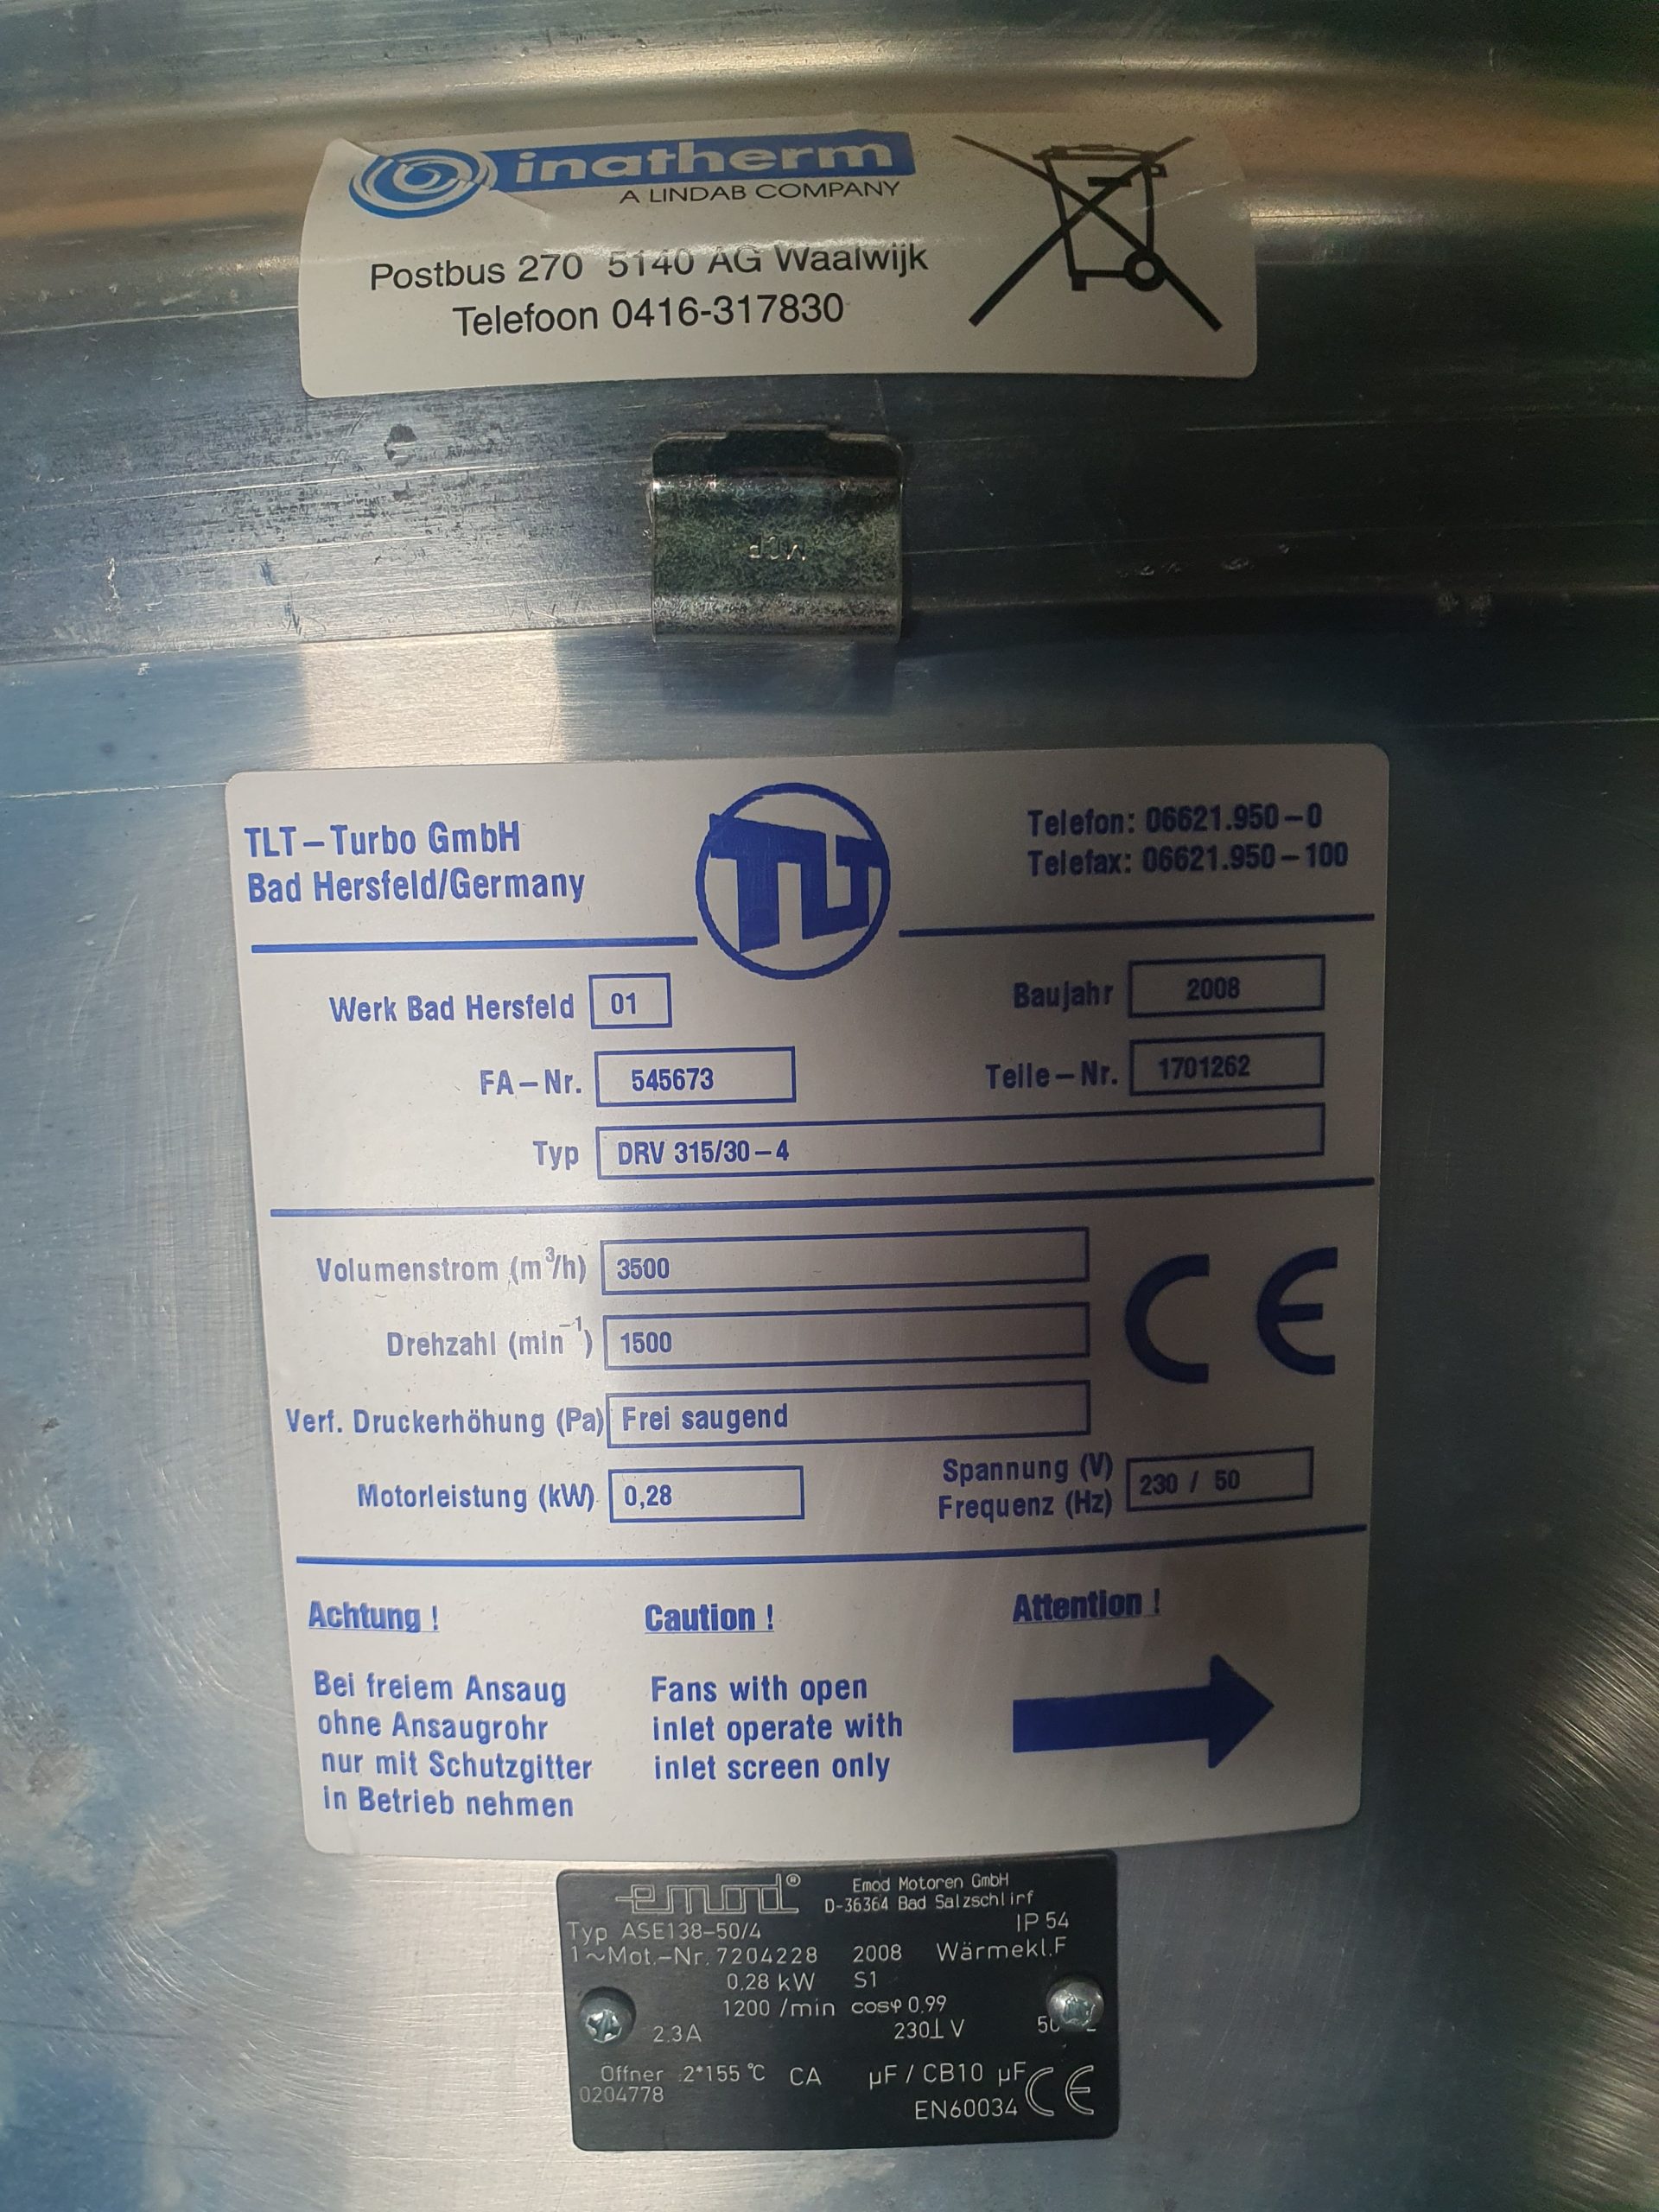 inatherm
A LINDAB COMPANY
Postbus 270 5140 AG Waalwijk
Telefoon 0416-317830
MCP
TLT-Turbo GmbH
Bad Hersfeld/Germany
TLT
Telefon: 06621.950-0
Telefax: 06621.950-100
Werk Bad Hersfeld 01
Baujahr 2008
FA-Nr. 545673
Teile-Nr. 1701262
Typ DRV 315/30-4
Volumenstrom (m³/h) 3500
Drehzahl (min⁻¹) 1500
CE
Verf. Druckerhöhung (Pa) Frei saugend
Motorleistung (kW) 0,28
Spannung (V)
Frequenz (Hz) 230 / 50
Achtung !
Bei freiem Ansaug
ohne Ansaugrohr
nur mit Schutzgitter
in Betrieb nehmen
Caution !
Fans with open
inlet operate with
inlet screen only
Attention !
emod®
Emod Motoren GmbH
D-36364 Bad Salzschlirf
Typ ASE138-50/4 IP 54
1~Mot.-Nr. 7204228 2008 Wärmekl.F
0,28 kW S1
1200 /min cosφ 0.99
2.3 A 230⊥ V
Öffner 2*155 °C CA µF / CB10 µF
0204778 EN60034 CE